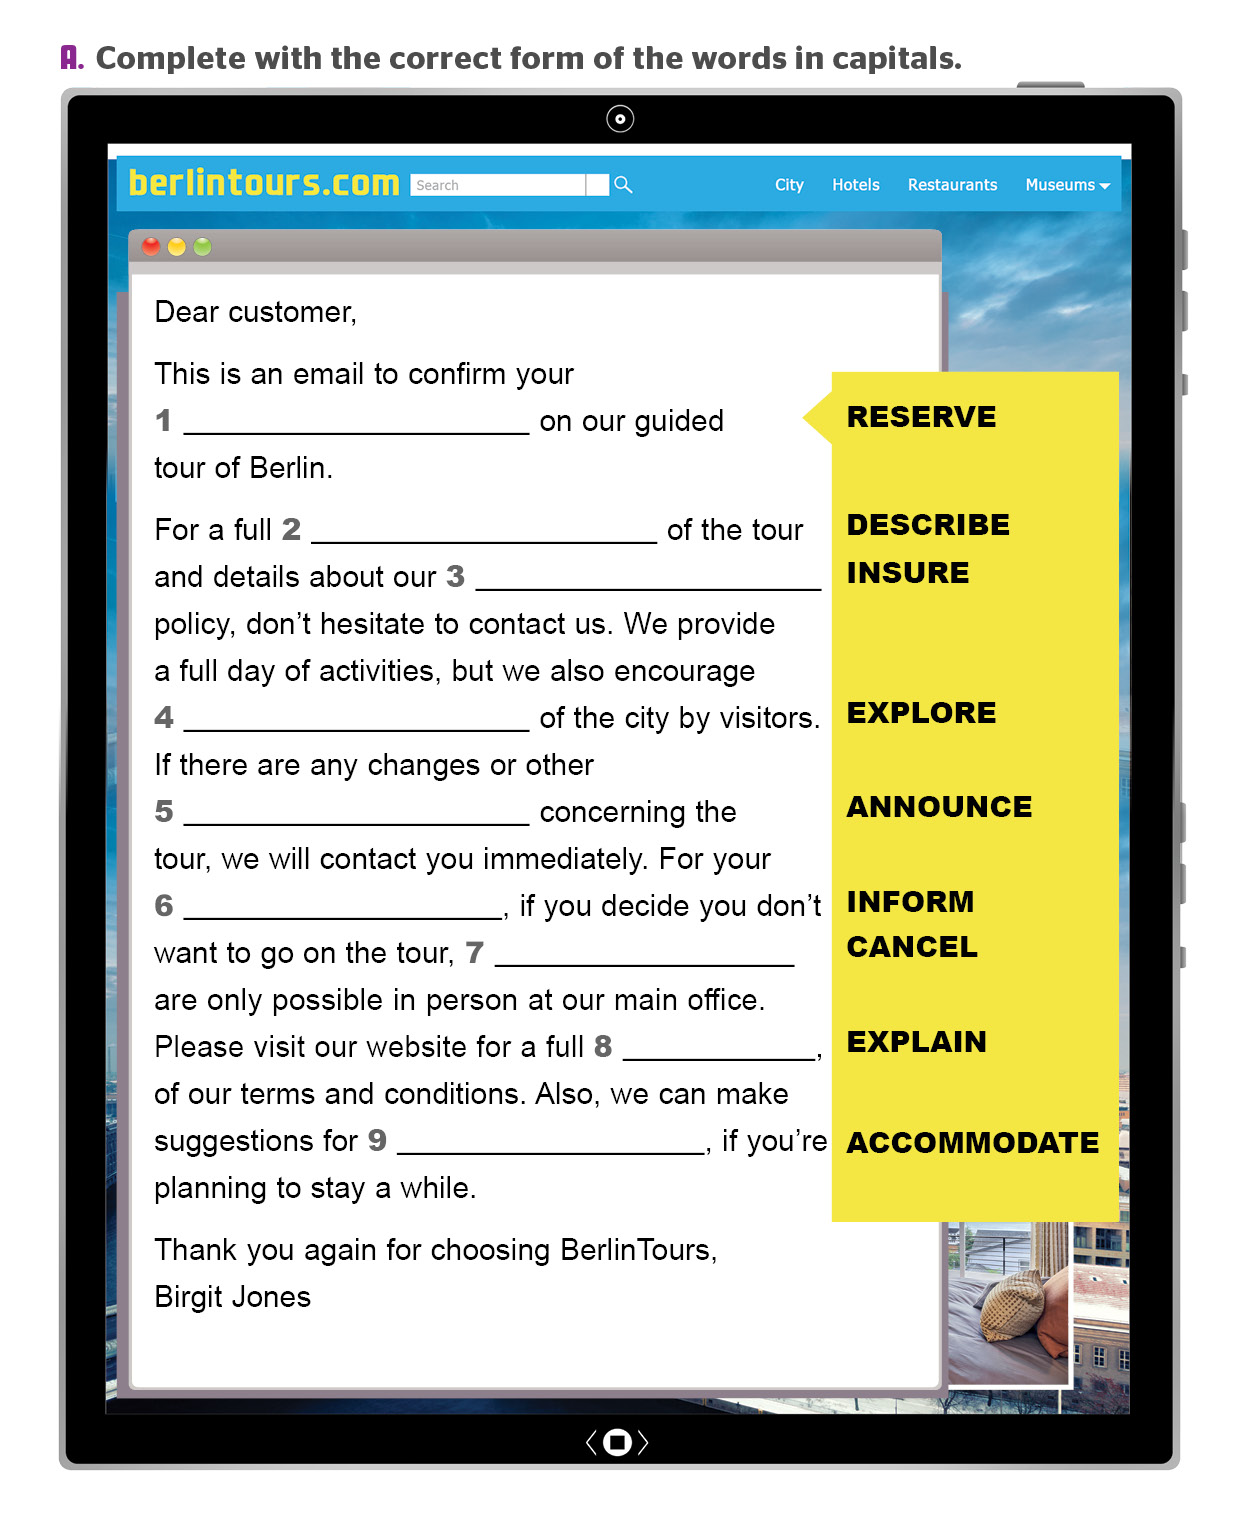 A. Complete with the correct form of the words in capitals.
berlintours.com Search City Hotels Restaurants Museums
Dear customer,
This is an email to confirm your
1 ____________________ on our guided RESERVE
tour of Berlin.
For a full 2 ____________________ of the tour DESCRIBE
and details about our 3 ____________________ INSURE
policy, don’t hesitate to contact us. We provide
a full day of activities, but we also encourage
4 ____________________ of the city by visitors. EXPLORE
If there are any changes or other
5 ____________________ concerning the ANNOUNCE
tour, we will contact you immediately. For your
6 ___________________, if you decide you don’t INFORM
want to go on the tour, 7 __________________ CANCEL
are only possible in person at our main office.
Please visit our website for a full 8 ____________, EXPLAIN
of our terms and conditions. Also, we can make
suggestions for 9 __________________, if you’re ACCOMMODATE
planning to stay a while.
Thank you again for choosing BerlinTours,
Birgit Jones